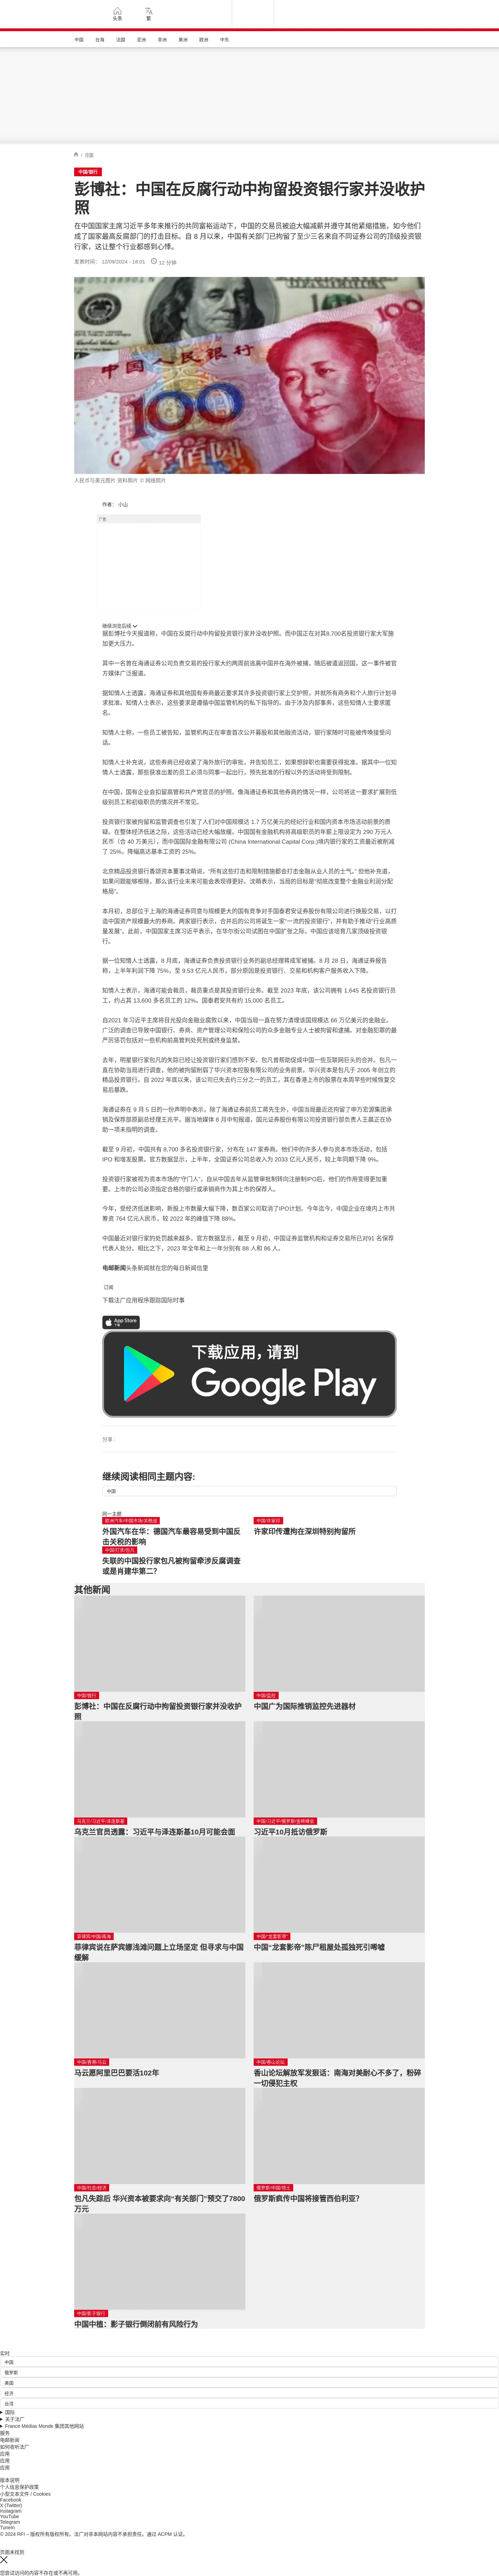 头条
繁
中国
台海
法国
亚洲
非洲
美洲
欧洲
中东
/ 中国
中国/银行
彭博社：中国在反腐行动中拘留投资银行家并没收护
照
在中国国家主席习近平多年来推行的共同富裕运动下，中国的交易员被迫大幅减薪并遵守其他紧缩措施，如今他们
成了国家最高反腐部门的打击目标。自 8 月以来，中国有关部门已拘留了至少三名来自不同证券公司的顶级投资银
行家，这让整个行业都感到心悸。
发表时间： 12/09/2024 - 16:01 12 分钟
100
人民币与美元图片 资料照片 © 网络照片
作者： 小山
广告
继续浏览后续
据彭博社今天报道称，中国在反腐行动中拘留投资银行家并没收护照。而中国正在对其8,700名投资银行家大军施
加更大压力。
其中一名曾在海通证券公司负责交易的投行家大约两周前逃离中国并在海外被捕，随后被遣返回国，这一事件被官
方媒体广泛报道。
据知情人士透露，海通证券和其他国有券商最近要求其许多投资银行家上交护照，并就所有商务和个人旅行计划寻
求批准。知情人士表示，这些要求是遵循中国监管机构的私下指导的。由于涉及内部事务，这些知情人士要求匿
名。
知情人士称，一些员工被告知，监管机构正在审查首次公开募股和其他融资活动，银行家随时可能被传唤接受问
话。
知情人士补充说，这些券商已经收紧了海外旅行的审批，并告知员工，如果想辞职也需要获得批准。据其中一位知
情人士透露，那些获准出差的员工必须与同事一起出行，预先批准的行程以外的活动将受到限制。
在中国，国有企业会扣留高管和共产党官员的护照。像海通证券和其他券商的情况一样，公司将这一要求扩展到低
级别员工和初级职员的情况并不常见。
投资银行家被拘留和监管调查也引发了人们对中国规模达 1.7 万亿美元的经纪行业和国内资本市场活动前景的质
疑。在整体经济低迷之际，这些活动已经大幅放缓。中国国有金融机构将高级职员的年薪上限设定为 290 万元人
民币（合 40 万美元），而中国国际金融有限公司 (China International Capital Corp.)境内银行家的工资最近被削减
了 25%，降幅高达基本工资的 25%。
北京精品投资银行香颂资本董事沈萌说，"所有这些打击和限制措施都会打击金融从业人员的士气。" 但他补充道，
如果问题能够根除，那么该行业未来可能会表现得更好。沈萌表示，当局的目标是"彻底改变整个金融业利润分配
格局"。
本月初，总部位于上海的海通证券同意与规模更大的国有竞争对手国泰君安证券股份有限公司进行换股交易，以打
造中国资产规模最大的券商。两家银行表示，合并后的公司将诞生一家"一流的投资银行"，并有助于推动"行业高质
量发展"。此前，中国国家主席习近平表示，在华尔街公司试图在中国扩张之际，中国应该培育几家顶级投资银
行。
据一位知情人士透露，8 月底，海通证券负责投资银行业务的副总经理蒋成军被捕。8 月 28 日，海通证券报告
称，上半年利润下降 75%，至 9.53 亿元人民币，部分原因是投资银行、交易和机构客户服务收入下降。
知情人士表示，海通可能会裁员，裁员重点是其投资银行业务。截至 2023 年底，该公司拥有 1,645 名投资银行员
工，约占其 13,600 多名员工的 12%。国泰君安共有约 15,000 名员工。
自2021 年习近平主席将目光投向金融业腐败以来，中国当局一直在努力清理该国规模达 66 万亿美元的金融业。
广泛的调查已导致中国银行、券商、资产管理公司和保险公司的众多金融专业人士被拘留和逮捕。对金融犯罪的最
严厉惩罚包括对一些机构前高管判处死刑或终身监禁。
去年，明星银行家包凡的失踪已经让投资银行家们感到不安。包凡曾帮助促成中国一些互联网巨头的合并。包凡一
直在协助当局进行调查，他的被拘留削弱了华兴资本控股有限公司的业务前景。华兴资本是包凡于 2005 年创立的
精品投资银行。自 2022 年底以来，该公司已失去约三分之一的员工，其在香港上市的股票在本周早些时候恢复交
易后暴跌。
海通证券在 9 月 5 日的一份声明中表示，除了海通证券前员工蒋先生外，中国当局最近还拘留了申万宏源集团承
销及保荐部原副总经理王兆平。据当地媒体 8 月中旬报道，国元证券股份有限公司投资银行部负责人王晨正在协
助一项未指明的调查。
截至 9 月初，中国共有 8,700 多名投资银行家，分布在 147 家券商。他们中的许多人参与资本市场活动，包括
IPO 和增发股票。官方数据显示，上半年，全国证券公司总收入为 2033 亿元人民币，较上年同期下降 9%。
投资银行家被视为资本市场的"守门人"，自从中国去年从监管审批制转向注册制IPO后，他们的作用变得更加重
要。上市的公司必须指定合格的银行或承销商作为其上市的保荐人。
今年，受经济低迷影响，新股上市数量大幅下降，数百家公司取消了IPO计划。今年迄今，中国企业在境内上市共
筹资 764 亿元人民币，较 2022 年的峰值下降 88%。
中国最近对银行家的处罚越来越多。官方数据显示，截至 9 月初，中国证券监管机构和证券交易所已对91 名保荐
代表人处分。相比之下，2023 年全年和上一年分别有 88 人和 86 人。
电邮新闻头条新闻就在您的每日新闻信里
订阅
下载法广应用程序跟踪国际时事
App Store
下载
下载应用，请到
Google Play
分享 :
继续阅读相同主题内容:
中国
同一主题
欧洲汽车/中国市场/关税战
外国汽车在华：德国汽车最容易受到中国反
击关税的影响
中国/许家印
许家印传遭拘在深圳特别拘留所
中国/打贪/包凡
失联的中国投行家包凡被拘留牵涉反腐调查
或是肖建华第二?
其他新闻
中国/银行
彭博社：中国在反腐行动中拘留投资银行家并没收护
照
中国/监控
中国广为国际推销监控先进器材
乌克兰/习近平/泽连斯基
乌克兰官员透露：习近平与泽连斯基10月可能会面
中国/习近平/俄罗斯/金砖峰会
习近平10月抵访俄罗斯
菲律宾/中国/南海
菲律宾说在萨宾娜浅滩问题上立场坚定 但寻求与中国
缓解
中国/"龙套影帝"
中国"龙套影帝"陈尸租屋处孤独死引唏嘘
中国/香港/马云
马云愿阿里巴巴要活102年
中国/香山论坛
香山论坛解放军发狠话：南海对美耐心不多了，粉碎
一切侵犯主权
中国/社会/经济
包凡失踪后 华兴资本被要求向"有关部门"预交了7800
万元
俄罗斯/中国/领土
俄罗斯疯传中国将接管西伯利亚?
中国/影子银行
中国中植：影子银行倒闭前有风险行为
实时
中国
俄罗斯
美国
经济
台湾
国际
关于法广
France Médias Monde 集团其他网站
服务
电邮新闻
如何收听法广
应用
应用
应用
版本说明
个人信息保护政策
小型文本文件 / Cookies
Facebook
X (Twitter)
Instagram
YouTube
Telegram
TuneIn
© 2024 RFI – 版权所有版权所有。法广对非本网站内容不承担责任。通过 ACPM 认证。
页面未找到
您尝试访问的内容不存在或不再可用。